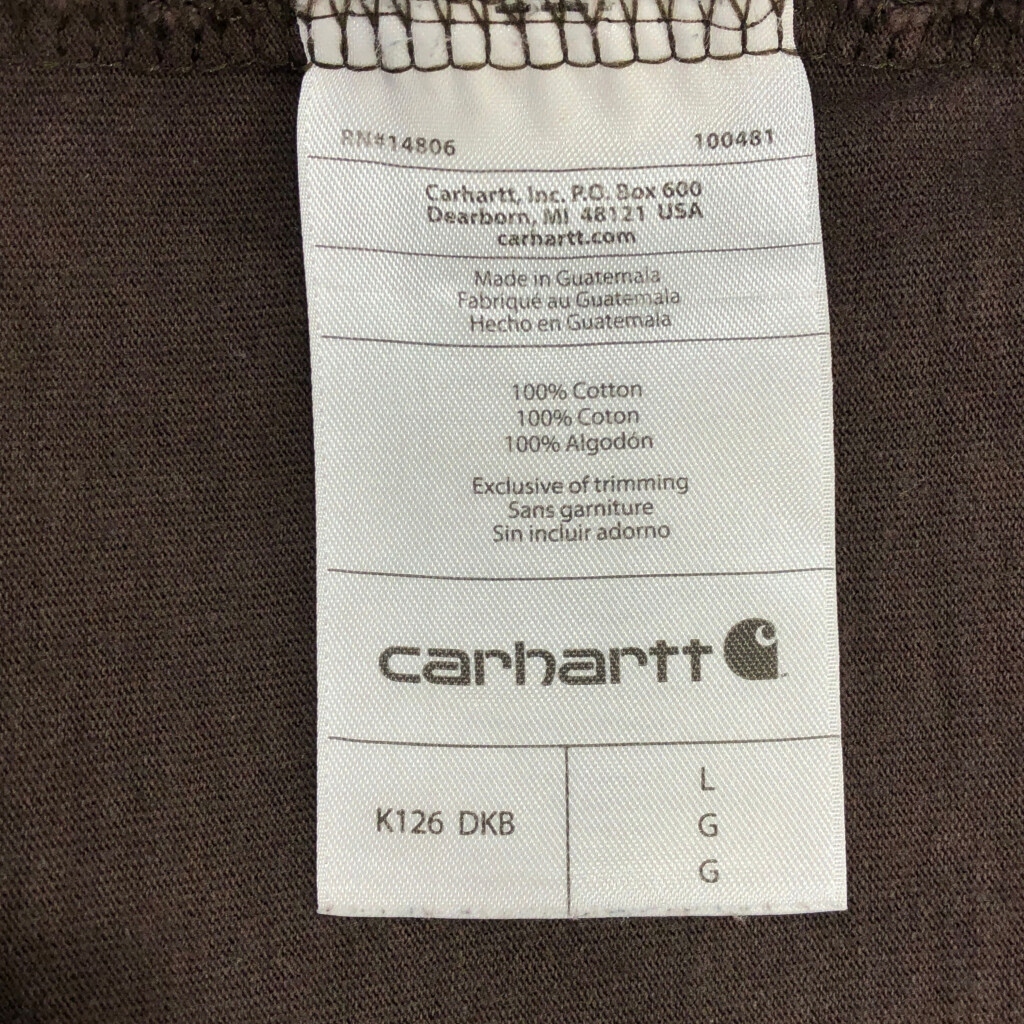 RN#14806 100481
Carhartt, Inc. P.O. Box 600
Dearborn, MI 48121 USA
carhartt.com
Made in Guatemala
Fabriqué au Guatemala
Hecho en Guatemala
100% Cotton
100% Coton
100% Algodón
Exclusive of trimming
Sans garniture
Sin incluir adorno
carhartt
K126 DKB
L
G
G